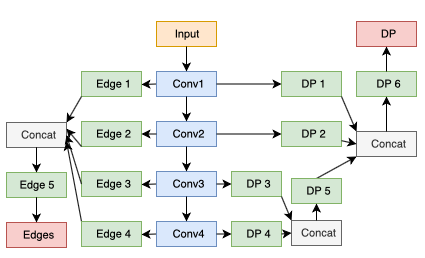 Input
DP
Edge 1
Conv1
DP 1
DP 6
Concat
Edge 2
Conv2
DP 2
Concat
Edge 5
Edge 3
Conv3
DP 3
DP 5
Edges
Edge 4
Conv4
DP 4
Concat